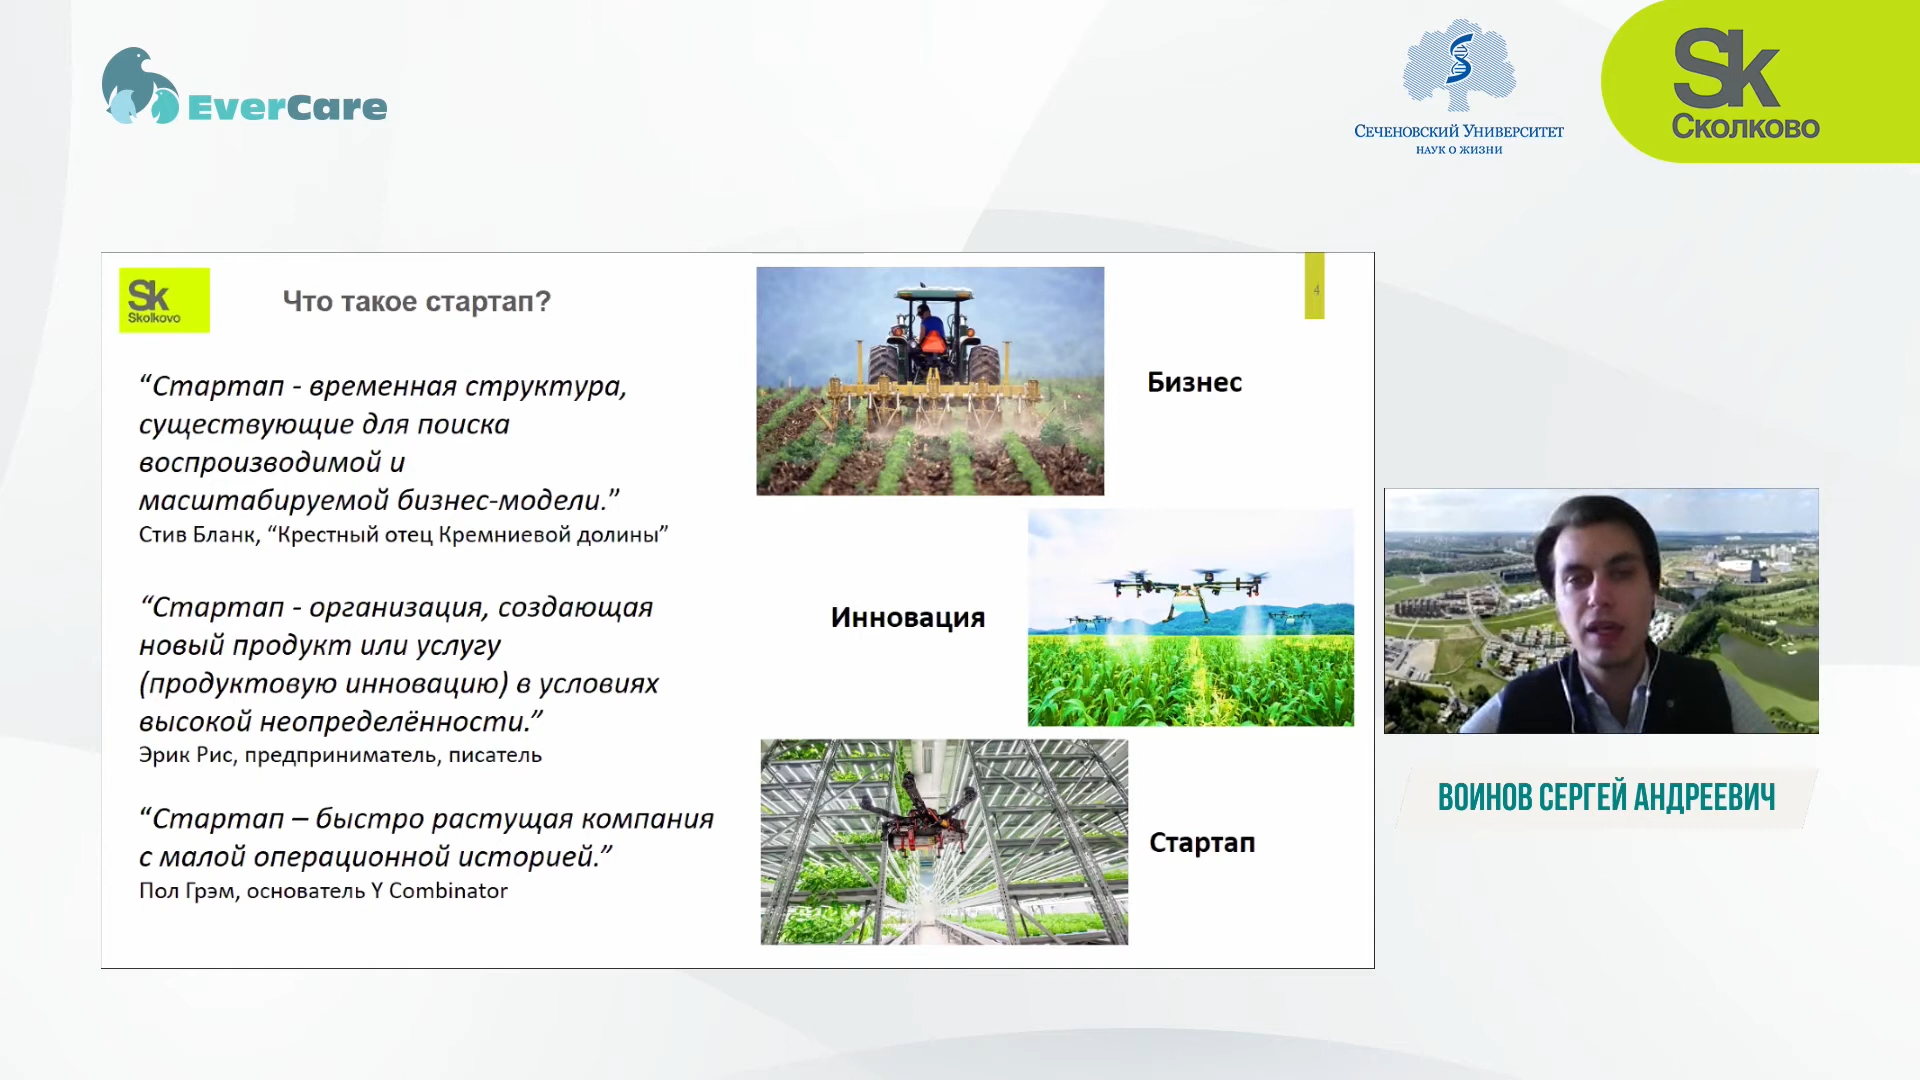 EverCare
Сеченовский Университет
наук о жизни
Sk
Сколково
Sk
Skolkovo
Что такое стартап?
4
“Стартап - временная структура,
существующие для поиска
воспроизводимой и
масштабируемой бизнес-модели.”
Стив Бланк, “Крестный отец Кремниевой долины”
“Стартап - организация, создающая
новый продукт или услугу
(продуктовую инновацию) в условиях
высокой неопределённости.”
Эрик Рис, предприниматель, писатель
“Стартап – быстро растущая компания
с малой операционной историей.”
Пол Грэм, основатель Y Combinator
Бизнес
Инновация
Стартап
ВОИНОВ СЕРГЕЙ АНДРЕЕВИЧ